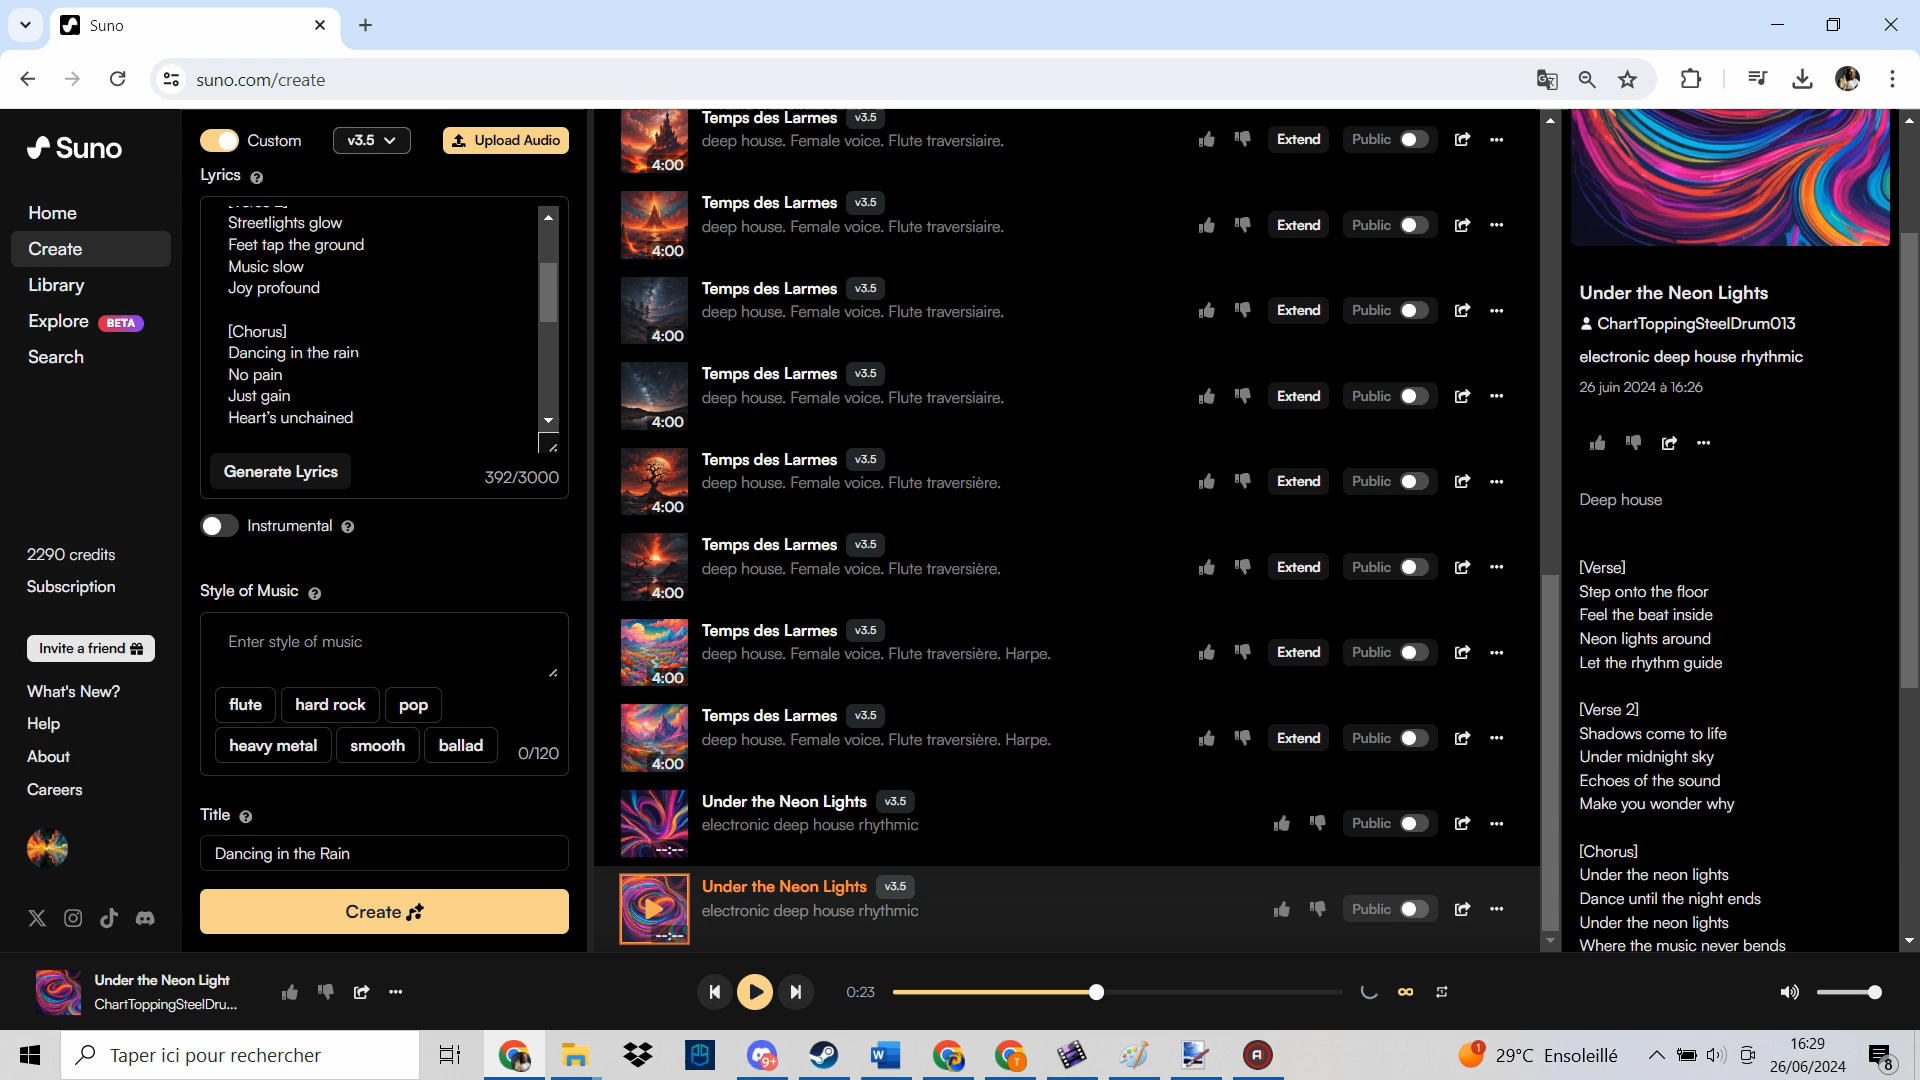 Suno
suno.com/create
Suno
Home
Create
Library
Explore BETA
Search
2290 credits
Subscription
Invite a friend
What's New?
Help
About
Careers
Custom
v3.5
Upload Audio
Lyrics
Streetlights glow
Feet tap the ground
Music slow
Joy profound
[Chorus]
Dancing in the rain
No pain
Just gain
Heart's unchained
Generate Lyrics
392/3000
Instrumental
Style of Music
Enter style of music
flute
hard rock
pop
heavy metal
smooth
ballad
0/120
Title
Dancing in the Rain
Create
4:00
Temps des Larmes v3.5
deep house. Female voice. Flute traversiaire.
Extend
Public
4:00
Temps des Larmes v3.5
deep house. Female voice. Flute traversiaire.
Extend
Public
4:00
Temps des Larmes v3.5
deep house. Female voice. Flute traversiaire.
Extend
Public
4:00
Temps des Larmes v3.5
deep house. Female voice. Flute traversiaire.
Extend
Public
4:00
Temps des Larmes v3.5
deep house. Female voice. Flute traversière.
Extend
Public
4:00
Temps des Larmes v3.5
deep house. Female voice. Flute traversière.
Extend
Public
4:00
Temps des Larmes v3.5
deep house. Female voice. Flute traversière. Harpe.
Extend
Public
4:00
Temps des Larmes v3.5
deep house. Female voice. Flute traversière. Harpe.
Extend
Public
--:--
Under the Neon Lights v3.5
electronic deep house rhythmic
Public
--:--
Under the Neon Lights v3.5
electronic deep house rhythmic
Public
Under the Neon Lights
ChartToppingSteelDrum013
electronic deep house rhythmic
26 juin 2024 à 16:26
Deep house
[Verse]
Step onto the floor
Feel the beat inside
Neon lights around
Let the rhythm guide
[Verse 2]
Shadows come to life
Under midnight sky
Echoes of the sound
Make you wonder why
[Chorus]
Under the neon lights
Dance until the night ends
Under the neon lights
Where the music never bends
Under the Neon Light
ChartToppingSteelDru...
0:23
Taper ici pour rechercher
9+
W
T
A
1
29°C Ensoleillé
16:29
26/06/2024
8